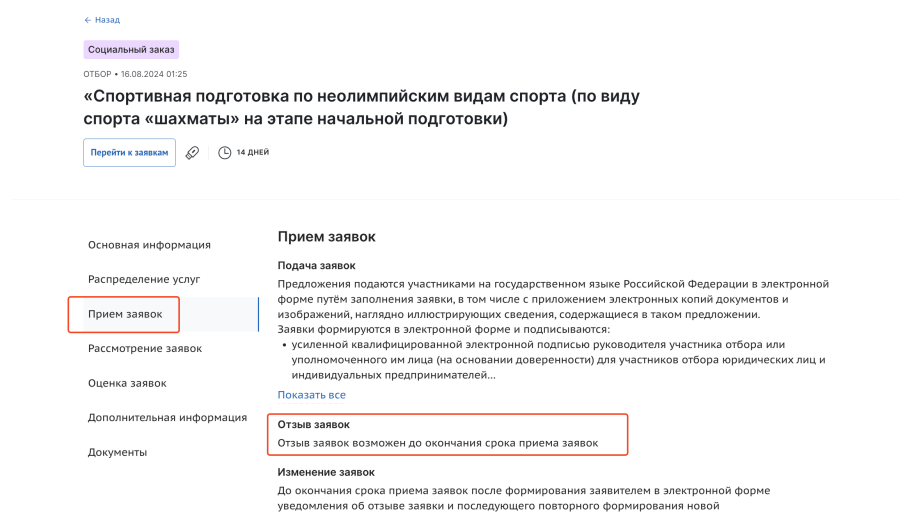 ← Назад
Социальный заказ
ОТБОР • 16.08.2024 01:25
«Спортивная подготовка по неолимпийским видам спорта (по виду
спорта «шахматы» на этапе начальной подготовки)
Перейти к заявкам
14 ДНЕЙ
Основная информация
Распределение услуг
Прием заявок
Рассмотрение заявок
Оценка заявок
Дополнительная информация
Документы
Прием заявок
Подача заявок
Предложения подаются участниками на государственном языке Российской Федерации в электронной
форме путём заполнения заявки, в том числе с приложением электронных копий документов и
изображений, наглядно иллюстрирующих сведения, содержащиеся в таком предложении.
Заявки формируются в электронной форме и подписываются:
• усиленной квалифицированной электронной подписью руководителя участника отбора или
уполномоченного им лица (на основании доверенности) для участников отбора юридических лиц и
индивидуальных предпринимателей...
Показать все
Отзыв заявок
Отзыв заявок возможен до окончания срока приема заявок
Изменение заявок
До окончания срока приема заявок после формирования заявителем в электронной форме
уведомления об отзыве заявки и последующего повторного формирования новой